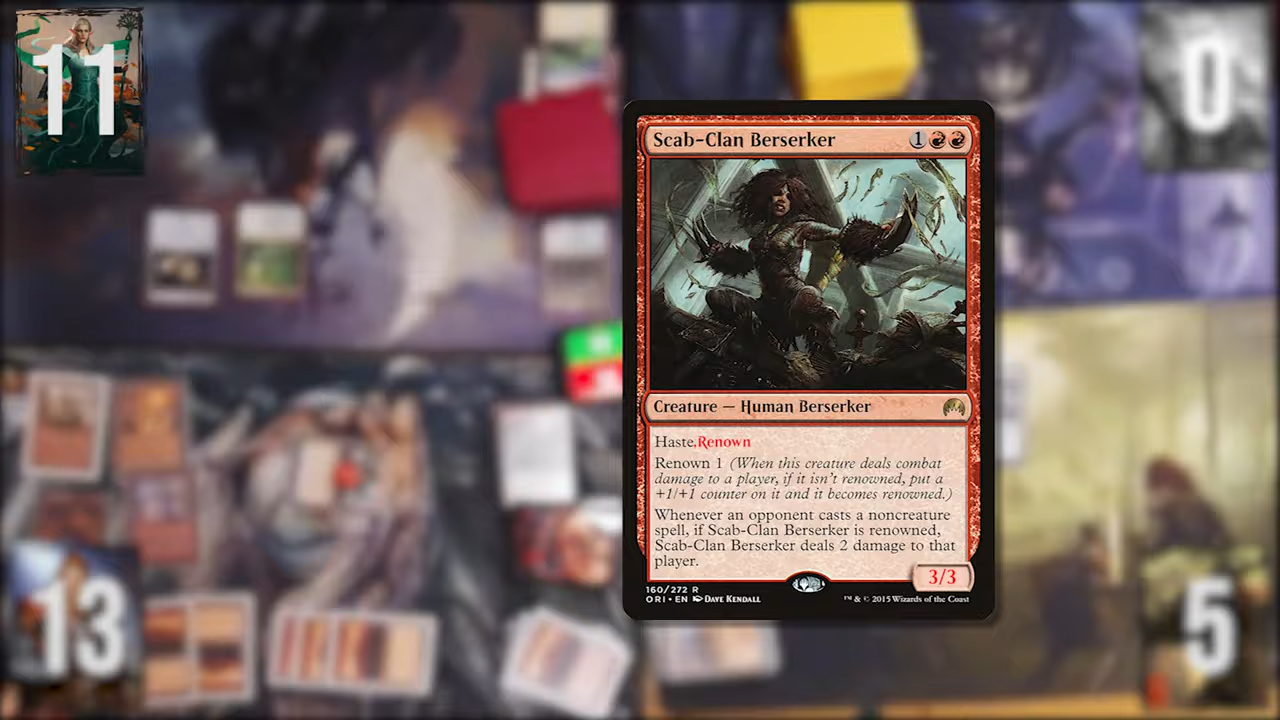 11
0
Scab-Clan Berserker 1
Creature — Human Berserker
Haste.Renown
Renown 1 (When this creature deals combat
damage to a player, if it isn't renowned, put a
+1/+1 counter on it and it becomes renowned.)
Whenever an opponent casts a noncreature
spell, if Scab-Clan Berserker is renowned,
Scab-Clan Berserker deals 2 damage to that
player.
3/3
160/272 R
ORI • EN Dave Kendall
™ & © 2015 Wizards of the Coast
13
5